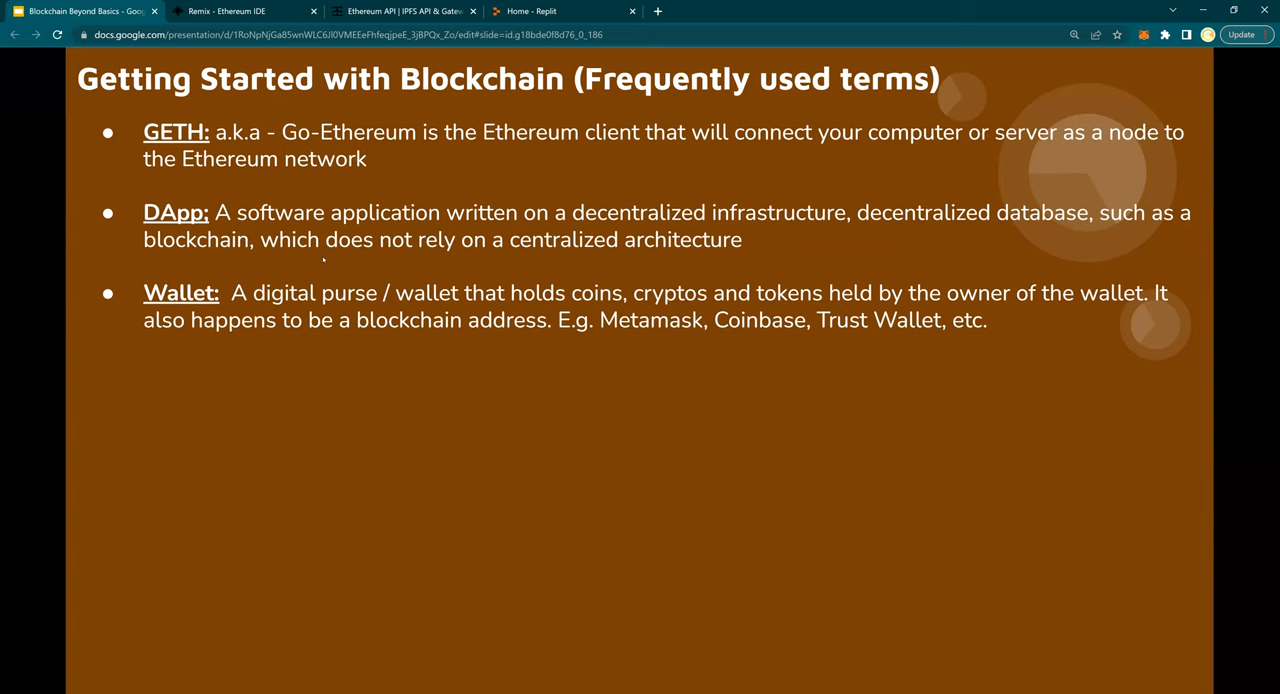 Blockchain Beyond Basics - Goo
Remix - Ethereum IDE
Ethereum API | IPFS API & Gatew
Home - Replit
docs.google.com/presentation/d/1RoNpNjGa85wnWLC6Jl0VMEEeFhfeqjpeE_3jBPQx_Zo/edit#slide=id.g18bde0f8d76_0_186
Update
Getting Started with Blockchain (Frequently used terms)
● GETH: a.k.a - Go-Ethereum is the Ethereum client that will connect your computer or server as a node to
the Ethereum network
● DApp: A software application written on a decentralized infrastructure, decentralized database, such as a
blockchain, which does not rely on a centralized architecture
● Wallet: A digital purse / wallet that holds coins, cryptos and tokens held by the owner of the wallet. It
also happens to be a blockchain address. E.g. Metamask, Coinbase, Trust Wallet, etc.